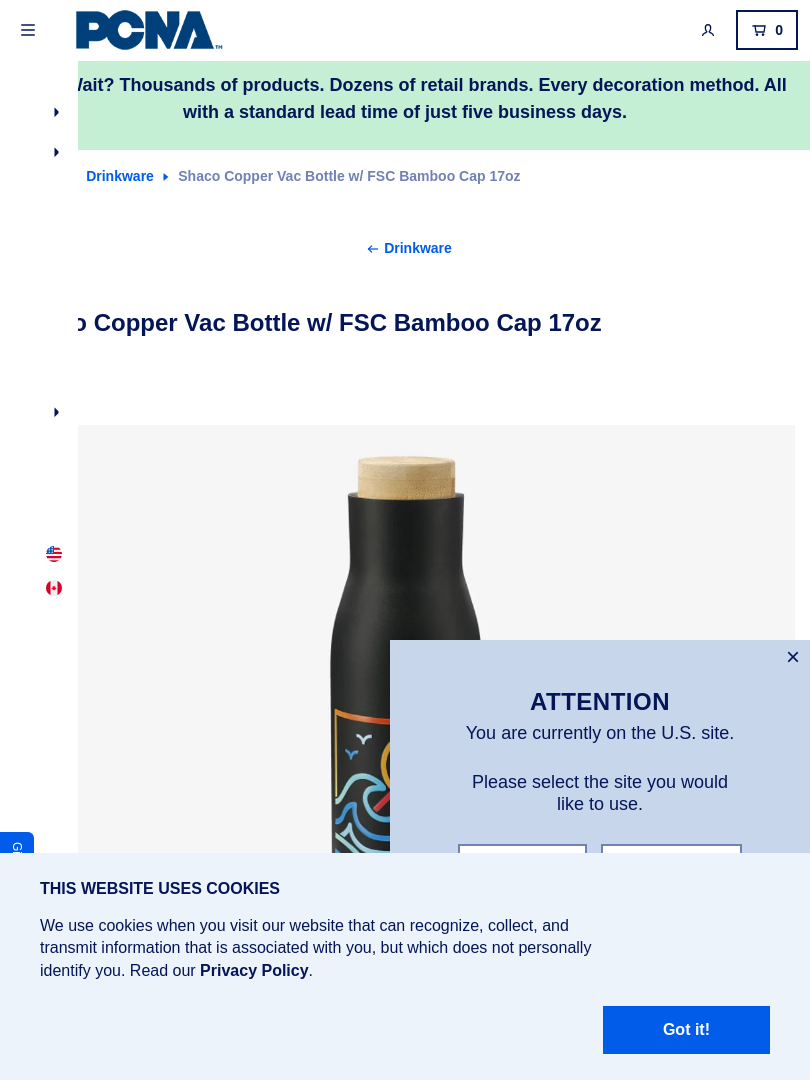 PCNA™
0
Wait? Thousands of products. Dozens of retail brands. Every decoration method. All
with a standard lead time of just five business days.
Drinkware
Shaco Copper Vac Bottle w/ FSC Bamboo Cap 17oz
Drinkware
o Copper Vac Bottle w/ FSC Bamboo Cap 17oz
ATTENTION
You are currently on the U.S. site.
Please select the site you would
like to use.
THIS WEBSITE USES COOKIES
We use cookies when you visit our website that can recognize, collect, and
transmit information that is associated with you, but which does not personally
identify you. Read our Privacy Policy.
Got it!